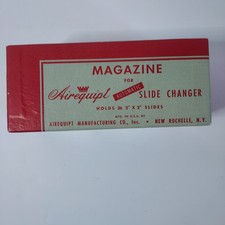 MAGAZINE
FOR
Airequipt AUTOMATIC SLIDE CHANGER
HOLDS 36 2" X 2" SLIDES
MFD. IN U.S.A. BY
AIREQUIPT MANUFACTURING CO., Inc. • NEW ROCHELLE, N. Y.